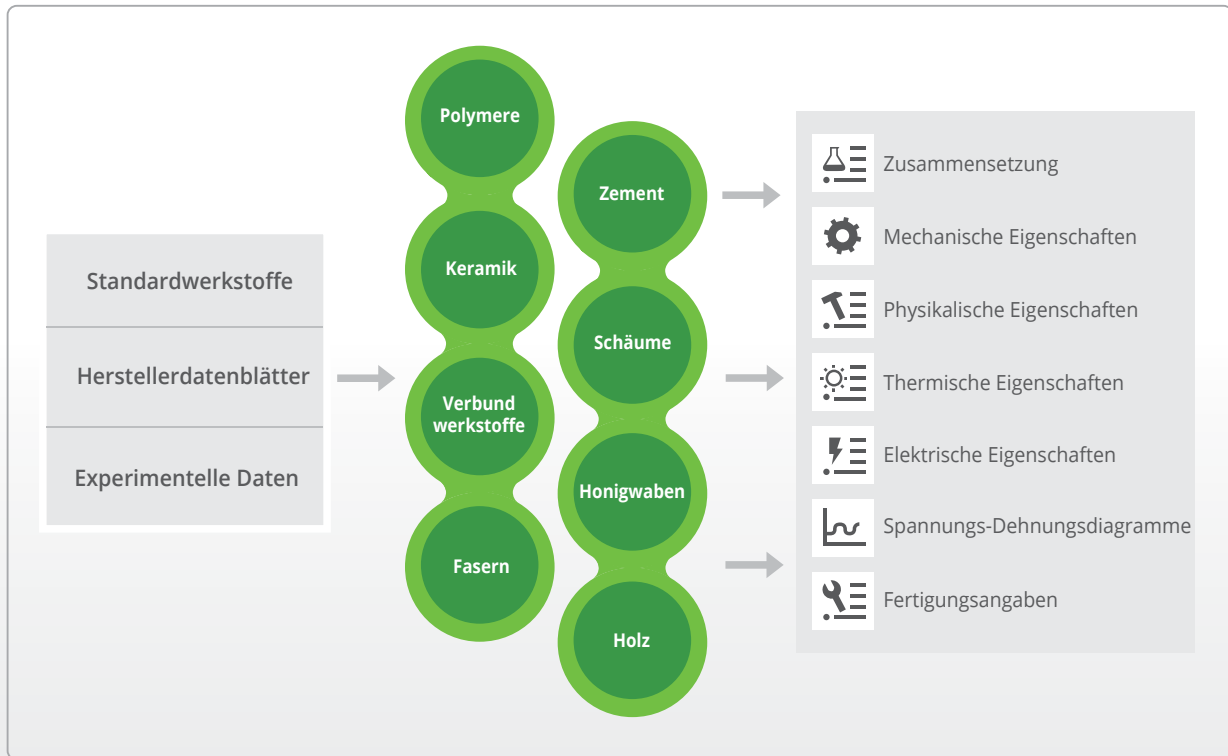 Standardwerkstoffe
Herstellerdatenblätter
Experimentelle Daten
Polymere
Keramik
Verbund
werkstoffe
Fasern
Zement
Schäume
Honigwaben
Holz
Zusammensetzung
Mechanische Eigenschaften
Physikalische Eigenschaften
Thermische Eigenschaften
Elektrische Eigenschaften
Spannungs-Dehnungsdiagramme
Fertigungsangaben